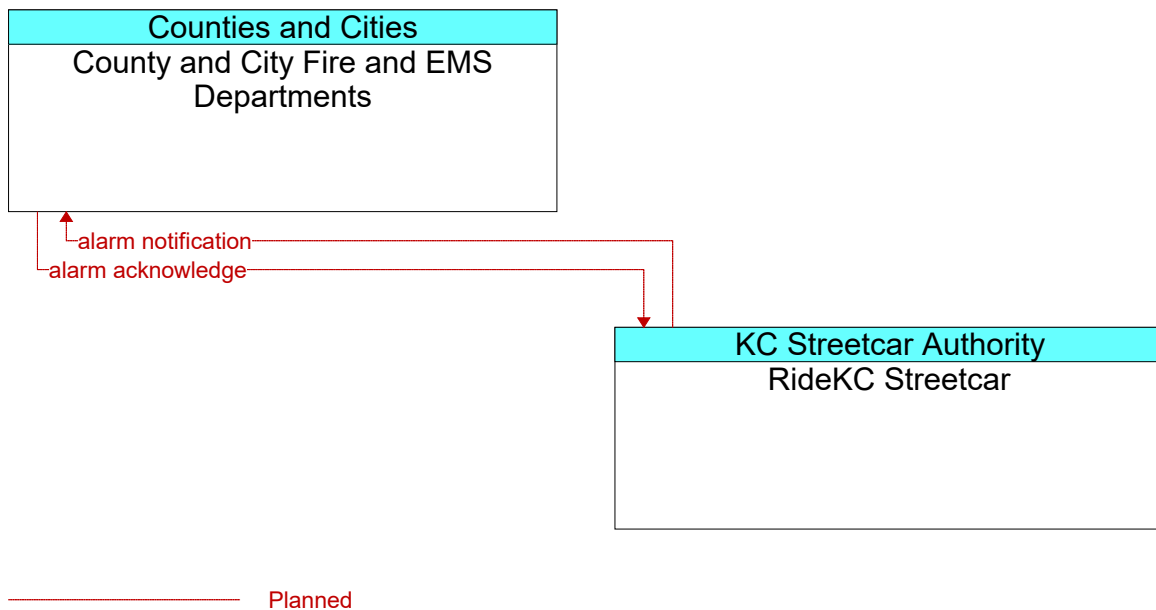 Counties and Cities
County and City Fire and EMS
Departments
alarm notification
alarm acknowledge
KC Streetcar Authority
RideKC Streetcar
Planned